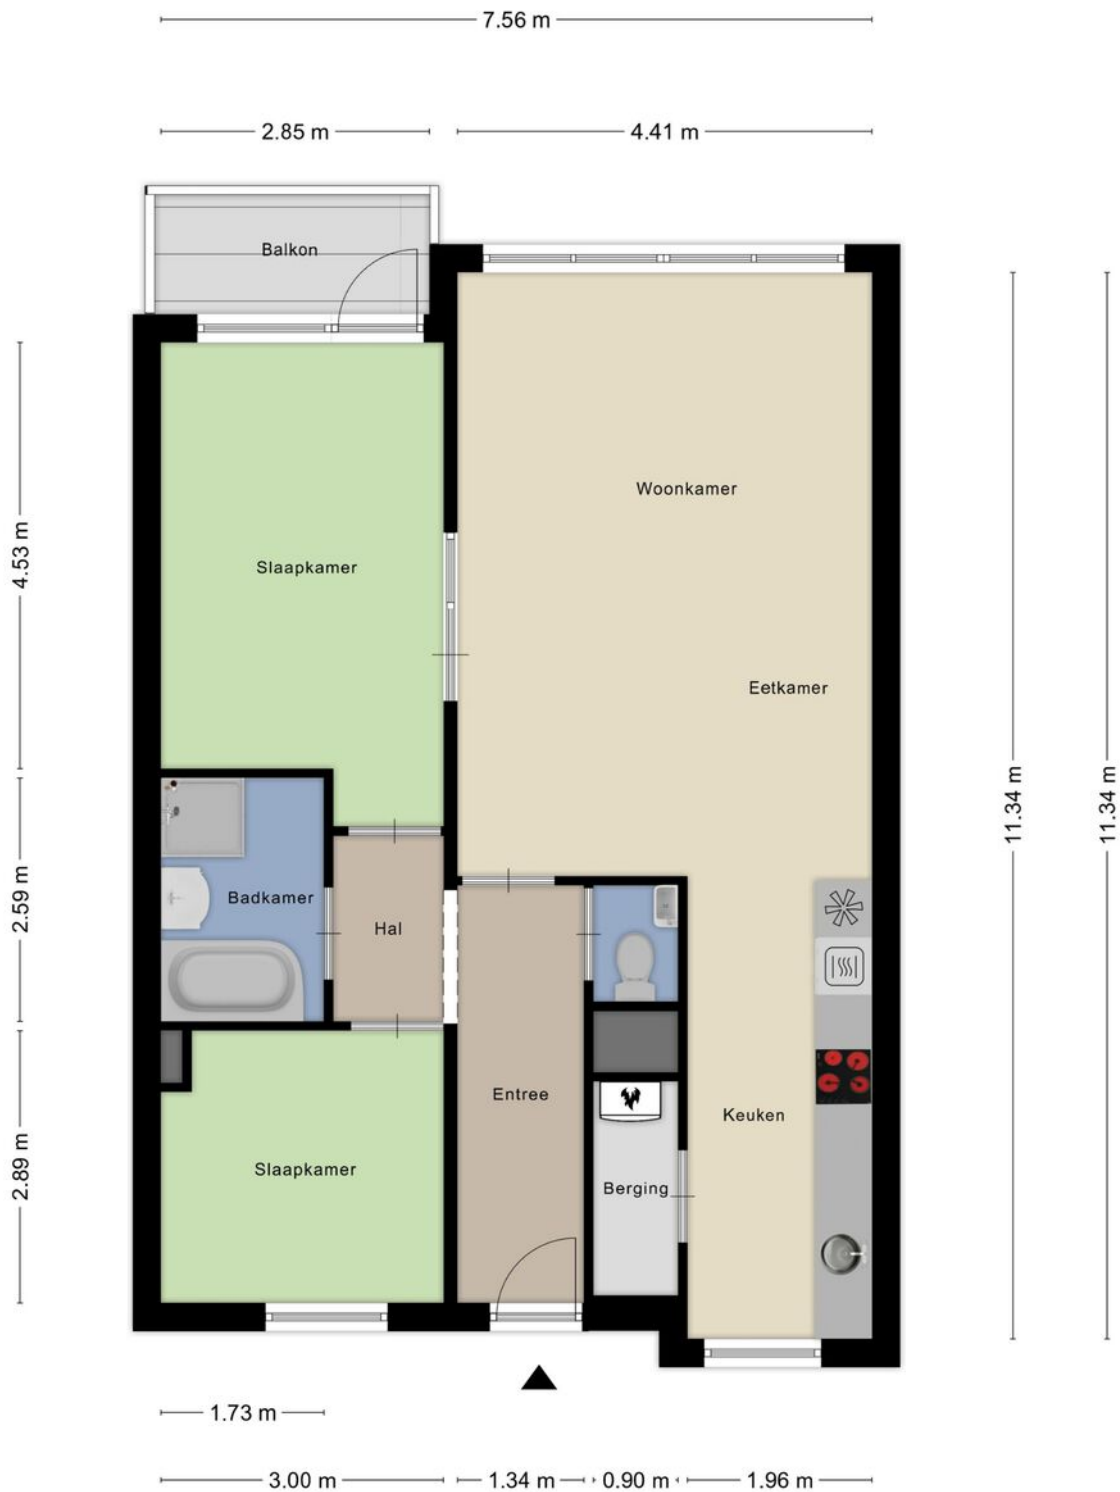 7.56 m
2.85 m
4.41 m
Balkon
Woonkamer
4.53 m
Slaapkamer
Eetkamer
11.34 m
11.34 m
2.59 m
Badkamer
Hal
Entree
Keuken
2.89 m
Slaapkamer
Berging
1.73 m
3.00 m
1.34 m
0.90 m
1.96 m